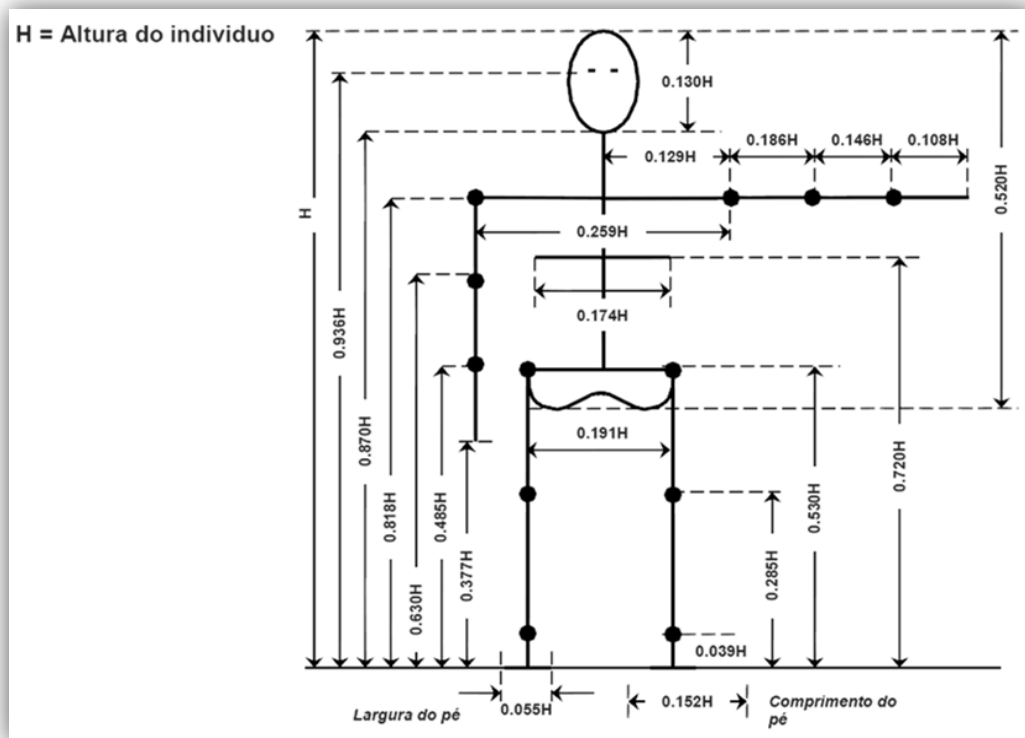 H = Altura do individuo
0.130H
0.186H
0.146H
0.108H
0.129H
0.520H
H
0.259H
0.936H
0.174H
0.870H
0.191H
0.720H
0.818H
0.485H
0.530H
0.630H
0.377H
0.285H
0.039H
Largura do pé
0.055H
0.152H
Comprimento do
pé